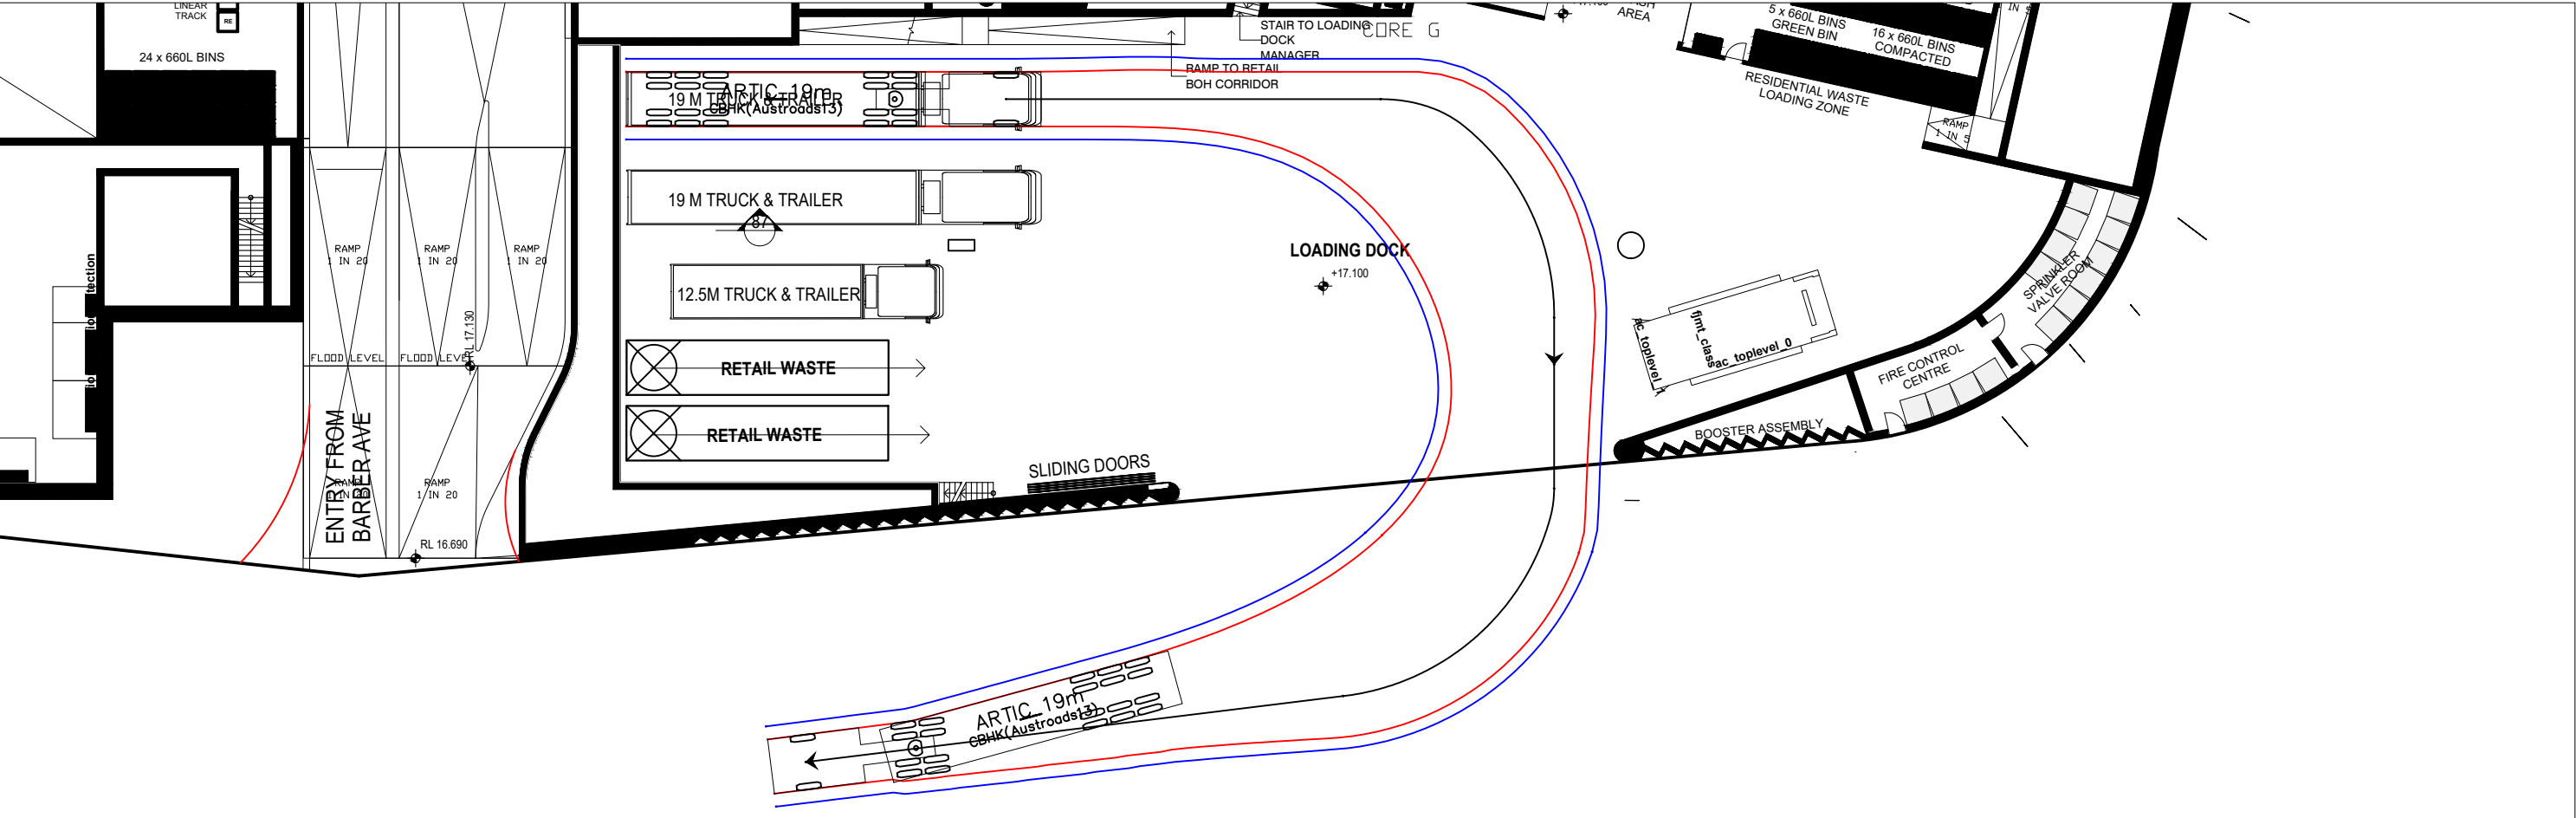 LINEAR
TRACK
RE
24 x 660L BINS
STAIR TO LOADING
DOCK
MANAGER
CORE G
RAMP TO RETAIL
BOH CORRIDOR
AREA
5 x 660L BINS
GREEN BIN
16 x 660L BINS
COMPACTED
RESIDENTIAL WASTE
LOADING ZONE
RAMP
1 IN 5
ARTIC 19m
19 M TRUCK & TRAILER
CBHK(Austroads13)
19 M TRUCK & TRAILER
87
12.5M TRUCK & TRAILER
RETAIL WASTE
RETAIL WASTE
LOADING DOCK
+17.100
RAMP
1 IN 20
RAMP
1 IN 20
RAMP
1 IN 20
RL 17.130
FLOOD LEVEL
FLOOD LEVEL
ENTRY FROM
BARBER AVE
RAMP
1 IN 20
RAMP
1 IN 20
RL 16.690
SLIDING DOORS
SPRINKLER
VALVE ROOM
FIRE CONTROL
CENTRE
BOOSTER ASSEMBLY
ac_toplevel_1
fjmt_class
ac_toplevel_0
ARTIC 19m
CBHK(Austroads13)